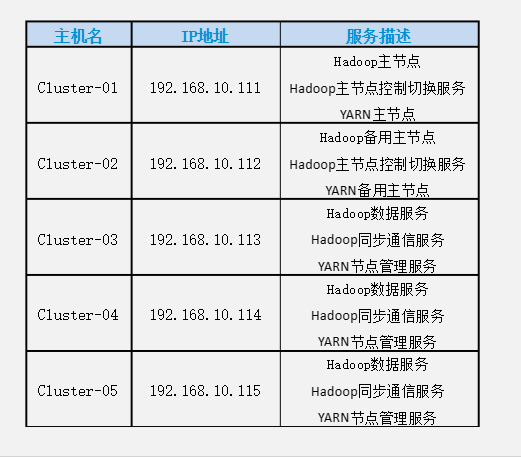 主机名 IP地址 服务描述
Hadoop主节点
Cluster-01 192.168.10.111 Hadoop主节点控制切换服务
YARN主节点
Hadoop备用主节点
Cluster-02 192.168.10.112 Hadoop主节点控制切换服务
YARN备用主节点
Hadoop数据服务
Cluster-03 192.168.10.113 Hadoop同步通信服务
YARN节点管理服务
Hadoop数据服务
Cluster-04 192.168.10.114 Hadoop同步通信服务
YARN节点管理服务
Hadoop数据服务
Cluster-05 192.168.10.115 Hadoop同步通信服务
YARN节点管理服务